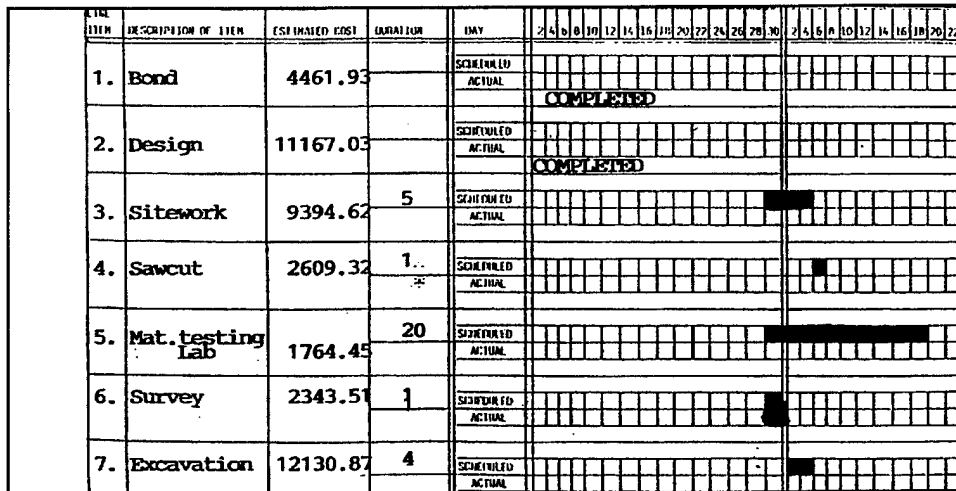 LINE
ITEM DESCRIPTION OF ITEM ESTIMATED COST DURATION DAY 2 4 6 8 10 12 14 16 18 20 22 24 26 28 30 2 4 6 8 10 12 14 16 18 20 22
1. Bond 4461.93 SCHEDULED
ACTUAL
COMPLETED
2. Design 11167.03 SCHEDULED
ACTUAL
COMPLETED
3. Sitework 9394.62 5 SCHEDULED
ACTUAL
4. Sawcut 2609.32 1 SCHEDULED
ACTUAL
5. Mat.testing
Lab 1764.45 20 SCHEDULED
ACTUAL
6. Survey 2343.51 1 SCHEDULED
ACTUAL
7. Excavation 12130.87 4 SCHEDULED
ACTUAL